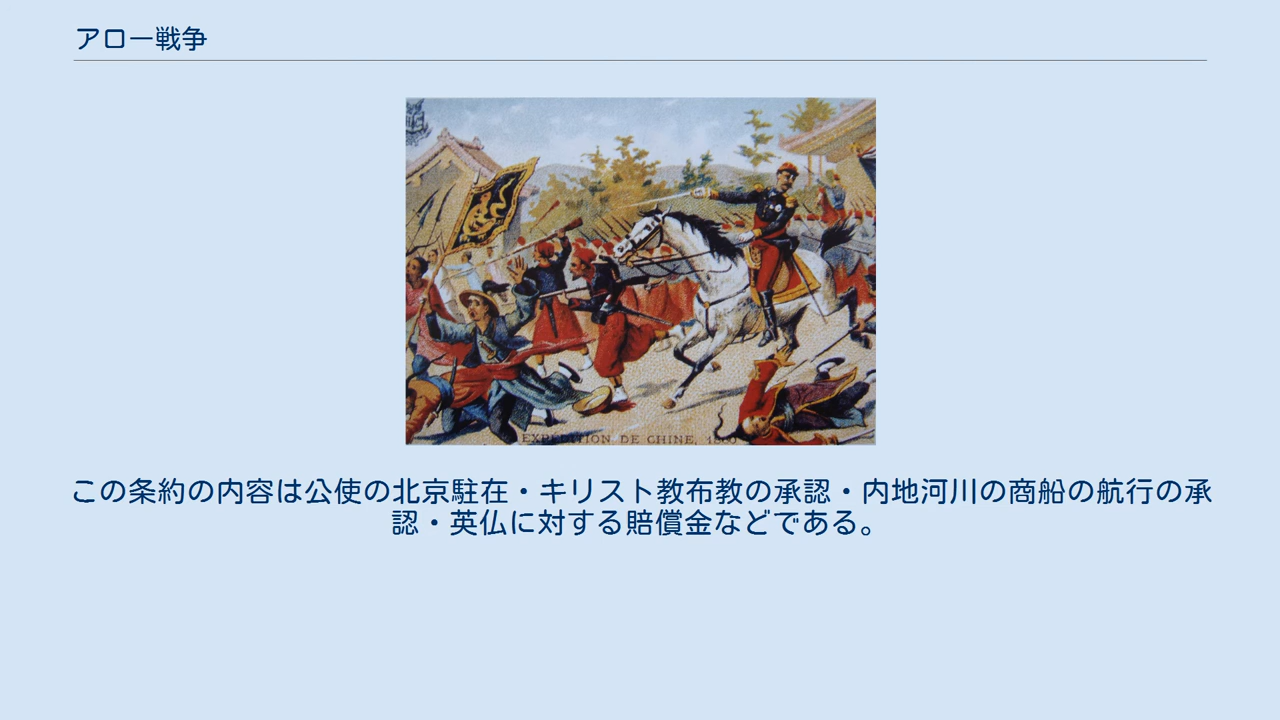 アロー戦争
EXPEDITION DE CHINE, 1860
この条約の内容は公使の北京駐在・キリスト教布教の承認・内地河川の商船の航行の承
認・英仏に対する賠償金などである。